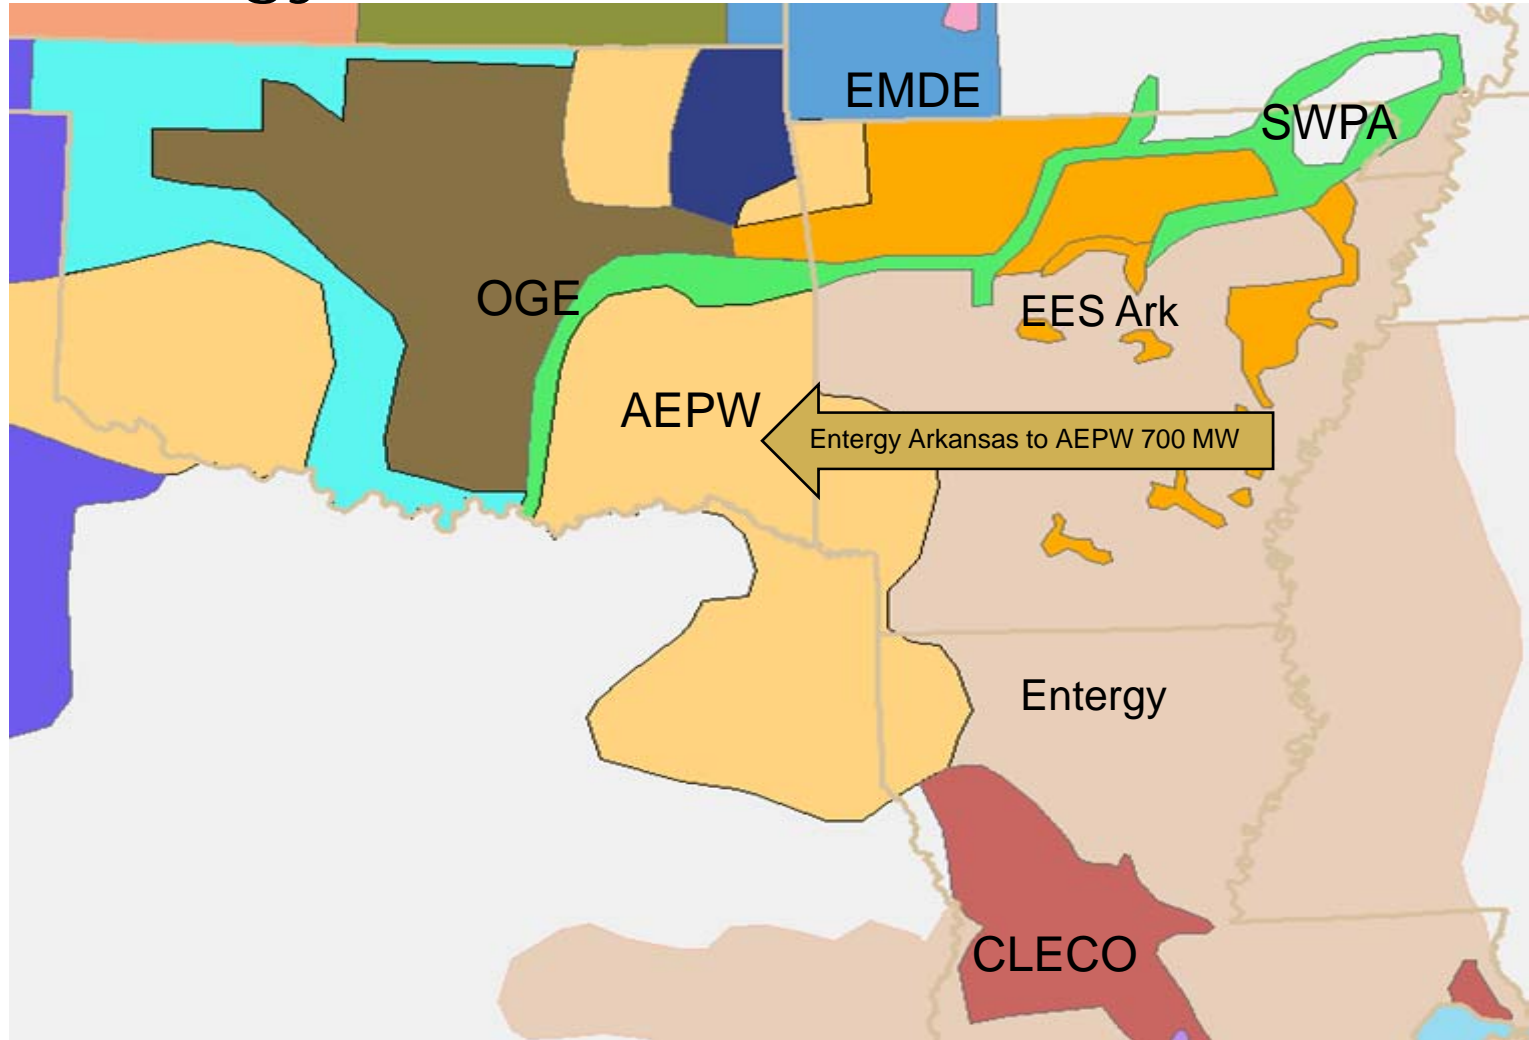 EMDE
SWPA
OGE
EES Ark
AEPW
Entergy Arkansas to AEPW 700 MW
Entergy
CLECO